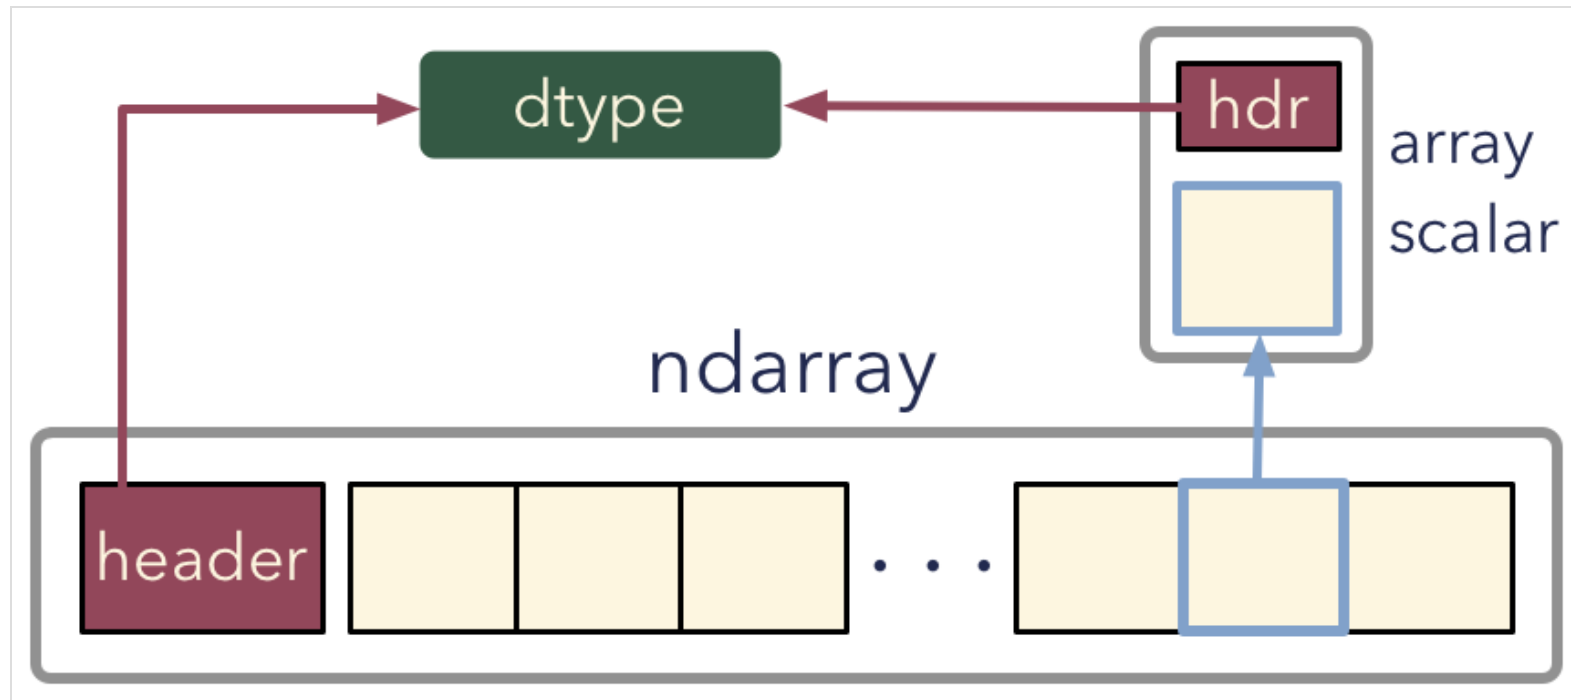 dtype
hdr
array
scalar
ndarray
header
. . .